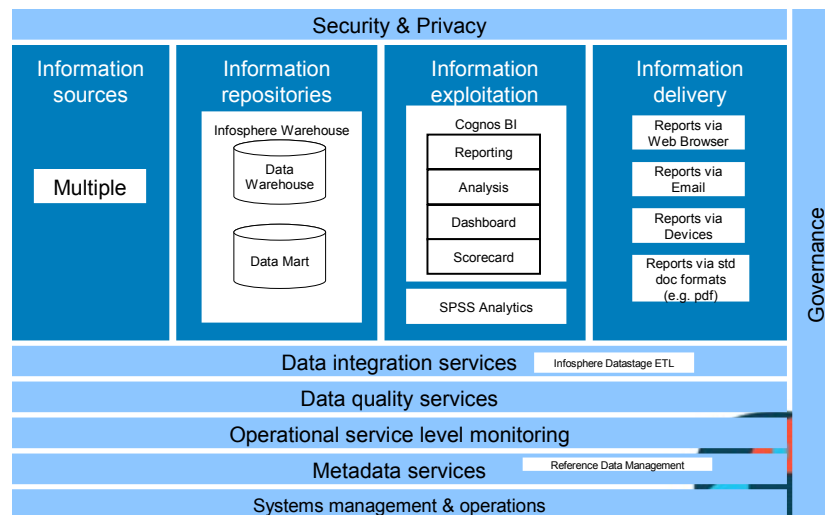 Security & Privacy
Information
sources
Multiple
Information
repositories
Infosphere Warehouse
Data
Warehouse
Data Mart
Information
exploitation
Cognos BI
Reporting
Analysis
Dashboard
Scorecard
SPSS Analytics
Information
delivery
Reports via
Web Browser
Reports via
Email
Reports via
Devices
Reports via std
doc formats
(e.g. pdf)
Governance
Data integration services
Infosphere Datastage ETL
Data quality services
Operational service level monitoring
Metadata services
Reference Data Management
Systems management & operations